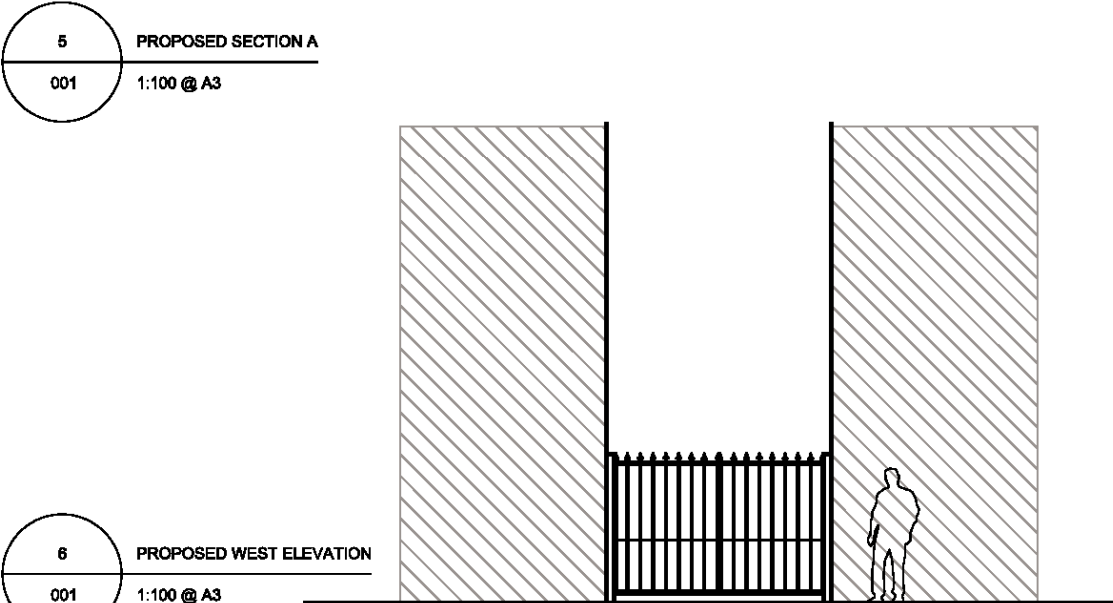 5
PROPOSED SECTION A
001
1:100 @ A3
6
PROPOSED WEST ELEVATION
001
1:100 @ A3